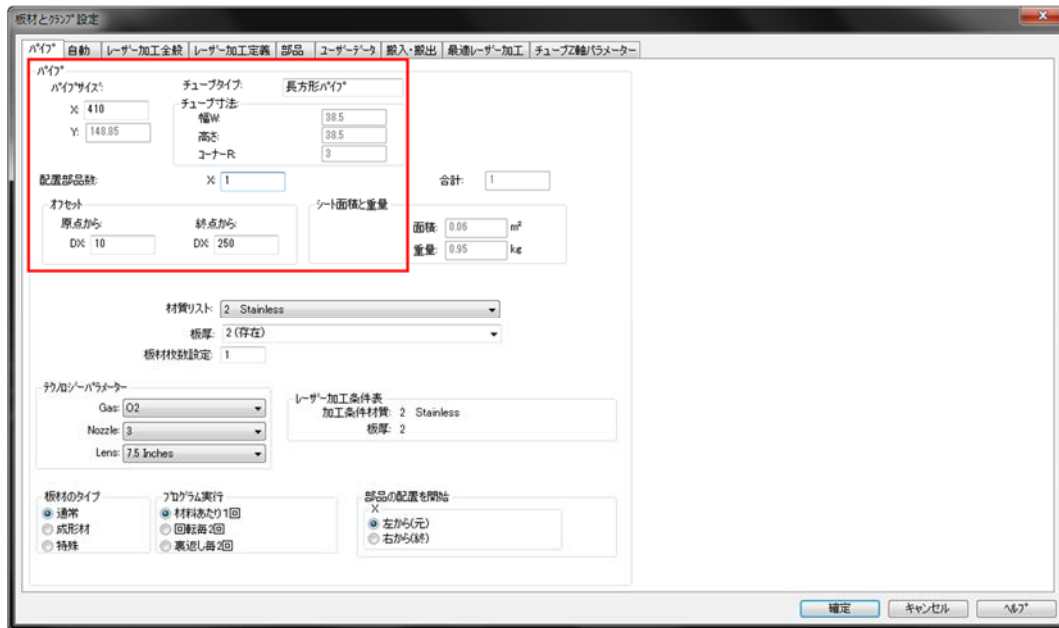 板材とｸﾗﾝﾌﾟ設定
ﾊﾟｲﾌﾟ 自動 レーザー加工全般 レーザー加工定義 部品 ユーザーデータ 搬入・搬出 最適レーザー加工 チューブZ軸パラメーター
ﾊﾟｲﾌﾟ
ﾊﾟｲﾌﾟｻｲｽﾞ:
チューブタイプ: 長方形ﾊﾟｲﾌﾟ
X: 410
Y: 148.85
チューブ寸法:
幅W: 38.5
高さ: 38.5
コーナーR: 3
配置部品数: X: 1
合計: 1
ｵﾌｾｯﾄ
原点から:
DX: 10
終点から:
DX: 250
シート面積と重量
面積: 0.06 m²
重量: 0.95 kg
材質リスト: 2 Stainless
板厚: 2 (存在)
板材枚数設定: 1
ﾃｸﾉﾛｼﾞｰﾊﾟﾗﾒｰﾀｰ
Gas: O2
Nozzle: 3
Lens: 7.5 Inches
レーザー加工条件表
加工条件材質: 2 Stainless
板厚: 2
板材のタイプ
通常
成形材
特殊
ﾌﾟﾛｸﾞﾗﾑ実行
材料あたり1回
回転毎2回
裏返し毎2回
部品の配置を開始
X
左から(元)
右から(終)
確定 キャンセル ﾍﾙﾌﾟ